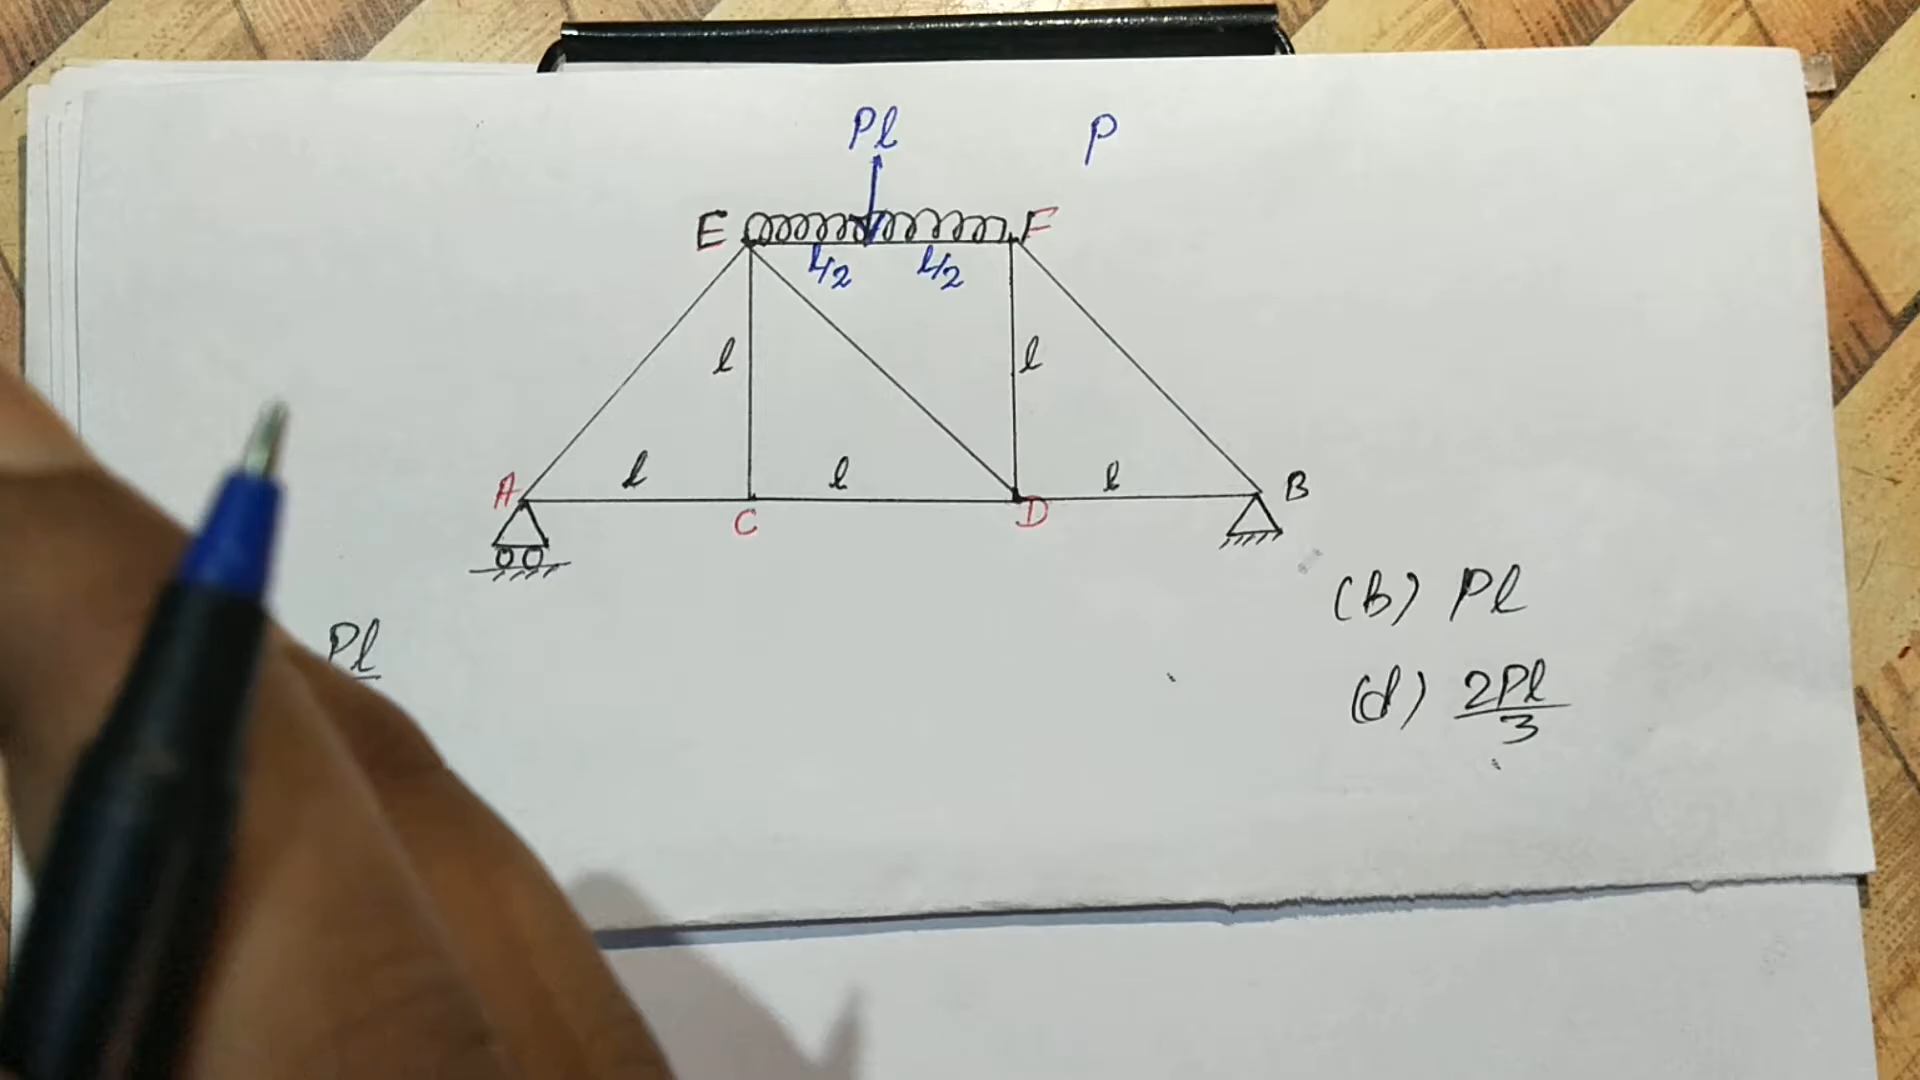 Pl P
E F
l/2 l/2
l l
l l l
A B
C D
(b) Pl
Pl
(d) 2Pl/3